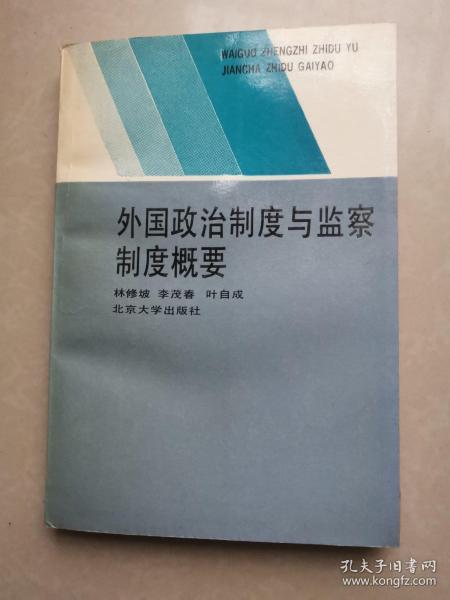 WAIGUO ZHENGZHI ZHIDU YU
JIANCHA ZHIDU GAIYAO
外国政治制度与监察
制度概要
林修坡 李茂春 叶自成
北京大学出版社
孔夫子旧书网
www.kongfz.com